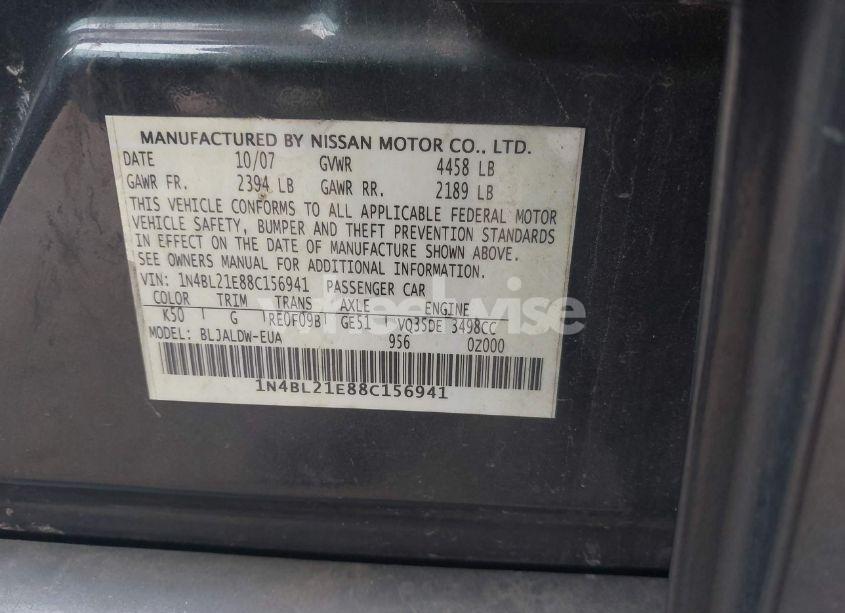 MANUFACTURED BY NISSAN MOTOR CO., LTD.
DATE 10/07 GVWR 4458 LB
GAWR FR. 2394 LB GAWR RR. 2189 LB
THIS VEHICLE CONFORMS TO ALL APPLICABLE FEDERAL MOTOR
VEHICLE SAFETY, BUMPER AND THEFT PREVENTION STANDARDS
IN EFFECT ON THE DATE OF MANUFACTURE SHOWN ABOVE.
SEE OWNERS MANUAL FOR ADDITIONAL INFORMATION.
VIN: 1N4BL21E88C156941 PASSENGER CAR
COLOR TRIM TRANS AXLE ENGINE
K50 G RE0F09B GE51 VQ35DE 3498CC
MODEL: BLJALDW-EUA 956 0Z000
1N4BL21E88C156941
wheelwise